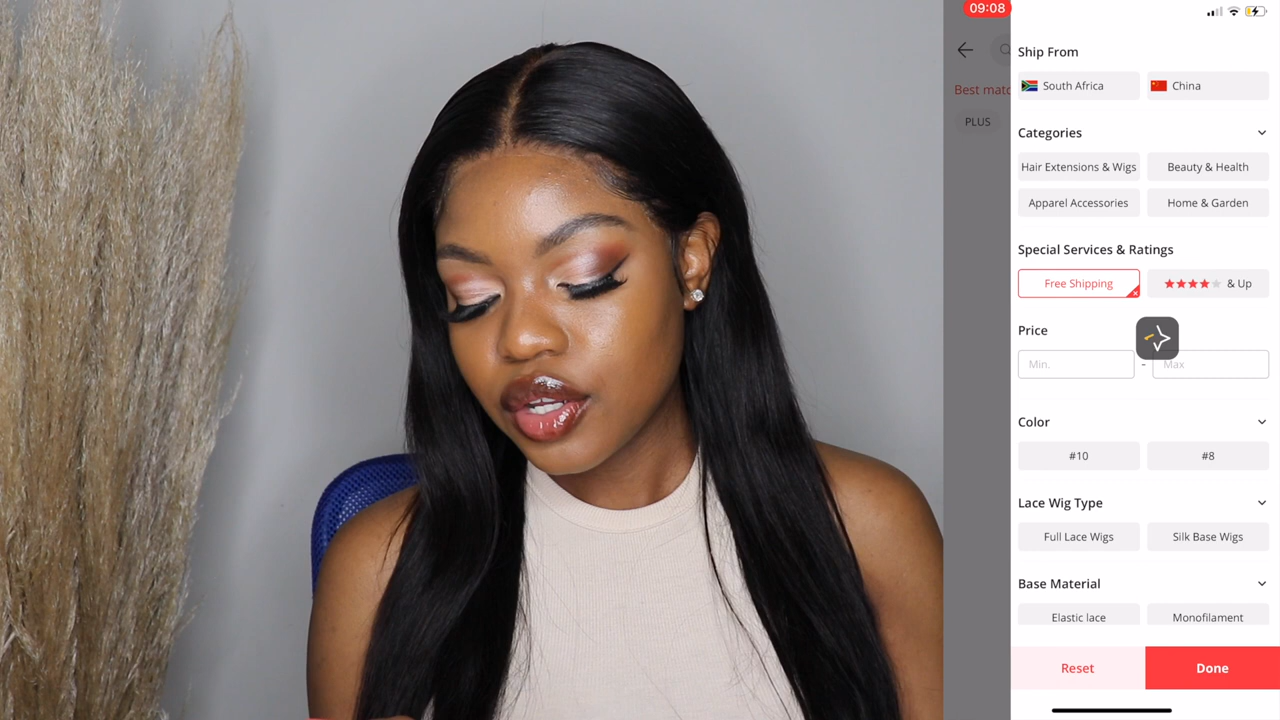 09:08
Best matc
PLUS
Ship From
South Africa
China
Categories
Hair Extensions & Wigs
Beauty & Health
Apparel Accessories
Home & Garden
Special Services & Ratings
Free Shipping
& Up
Price
Min.
-
Max
Color
#10
#8
Lace Wig Type
Full Lace Wigs
Silk Base Wigs
Base Material
Elastic lace
Monofilament
Reset
Done